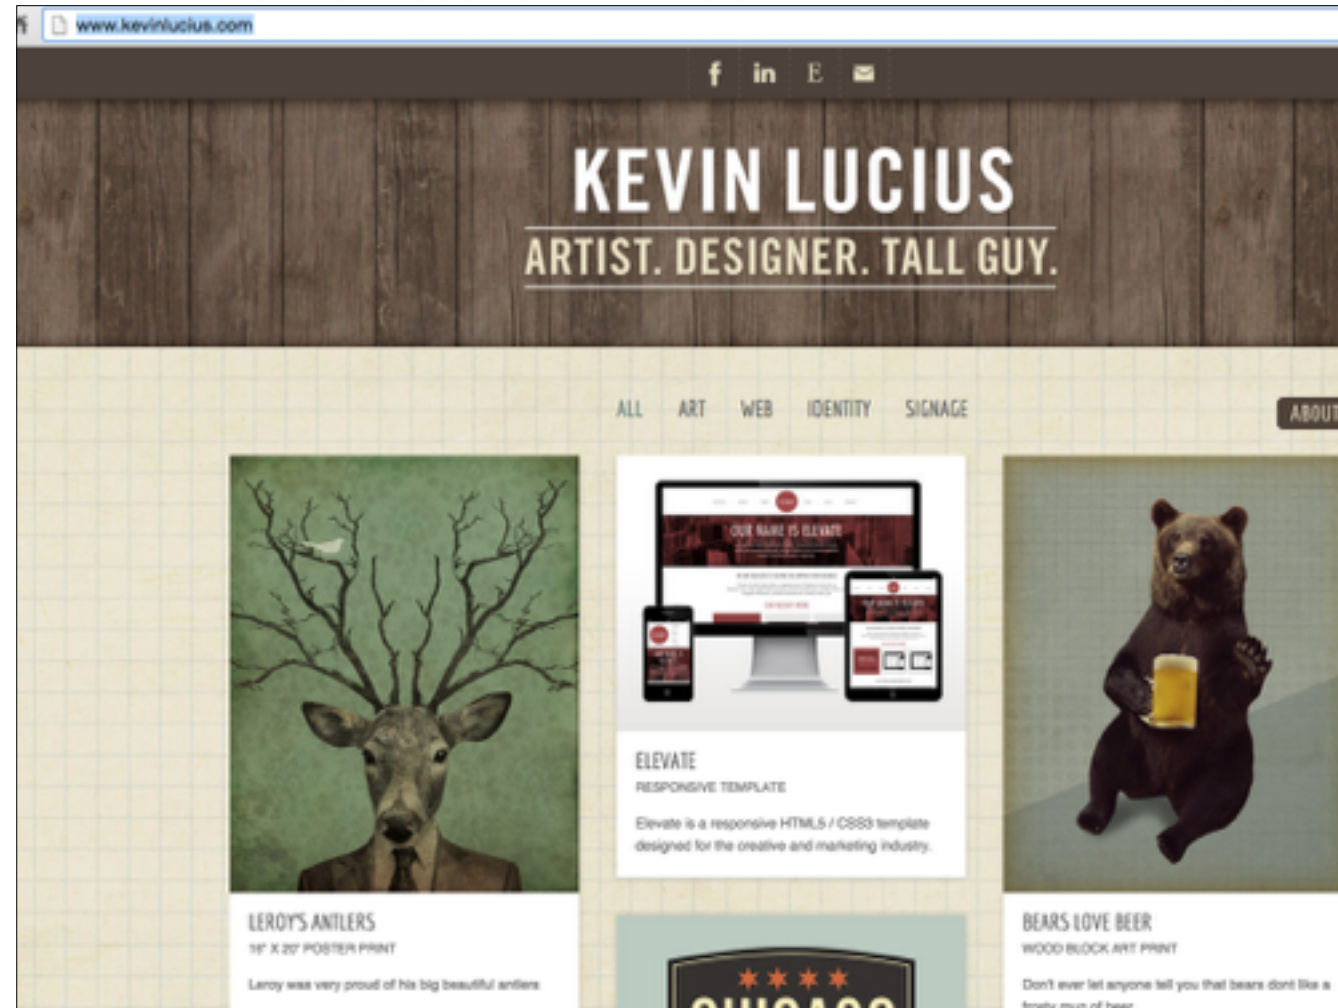 www.kevinlucius.com
f in E
KEVIN LUCIUS
ARTIST. DESIGNER. TALL GUY.
ALL ART WEB IDENTITY SIGNAGE
ABOUT
OUR NAME IS ELEVATE
ELEVATE
RESPONSIVE TEMPLATE
Elevate is a responsive HTML5 / CSS3 template
designed for the creative and marketing industry.
LEROY'S ANTLERS
16" X 20" POSTER PRINT
Leroy was very proud of his big beautiful antlers
CHICAGO
BEARS LOVE BEER
WOOD BLOCK ART PRINT
Don't ever let anyone tell you that bears dont like a
frosty mug of beer